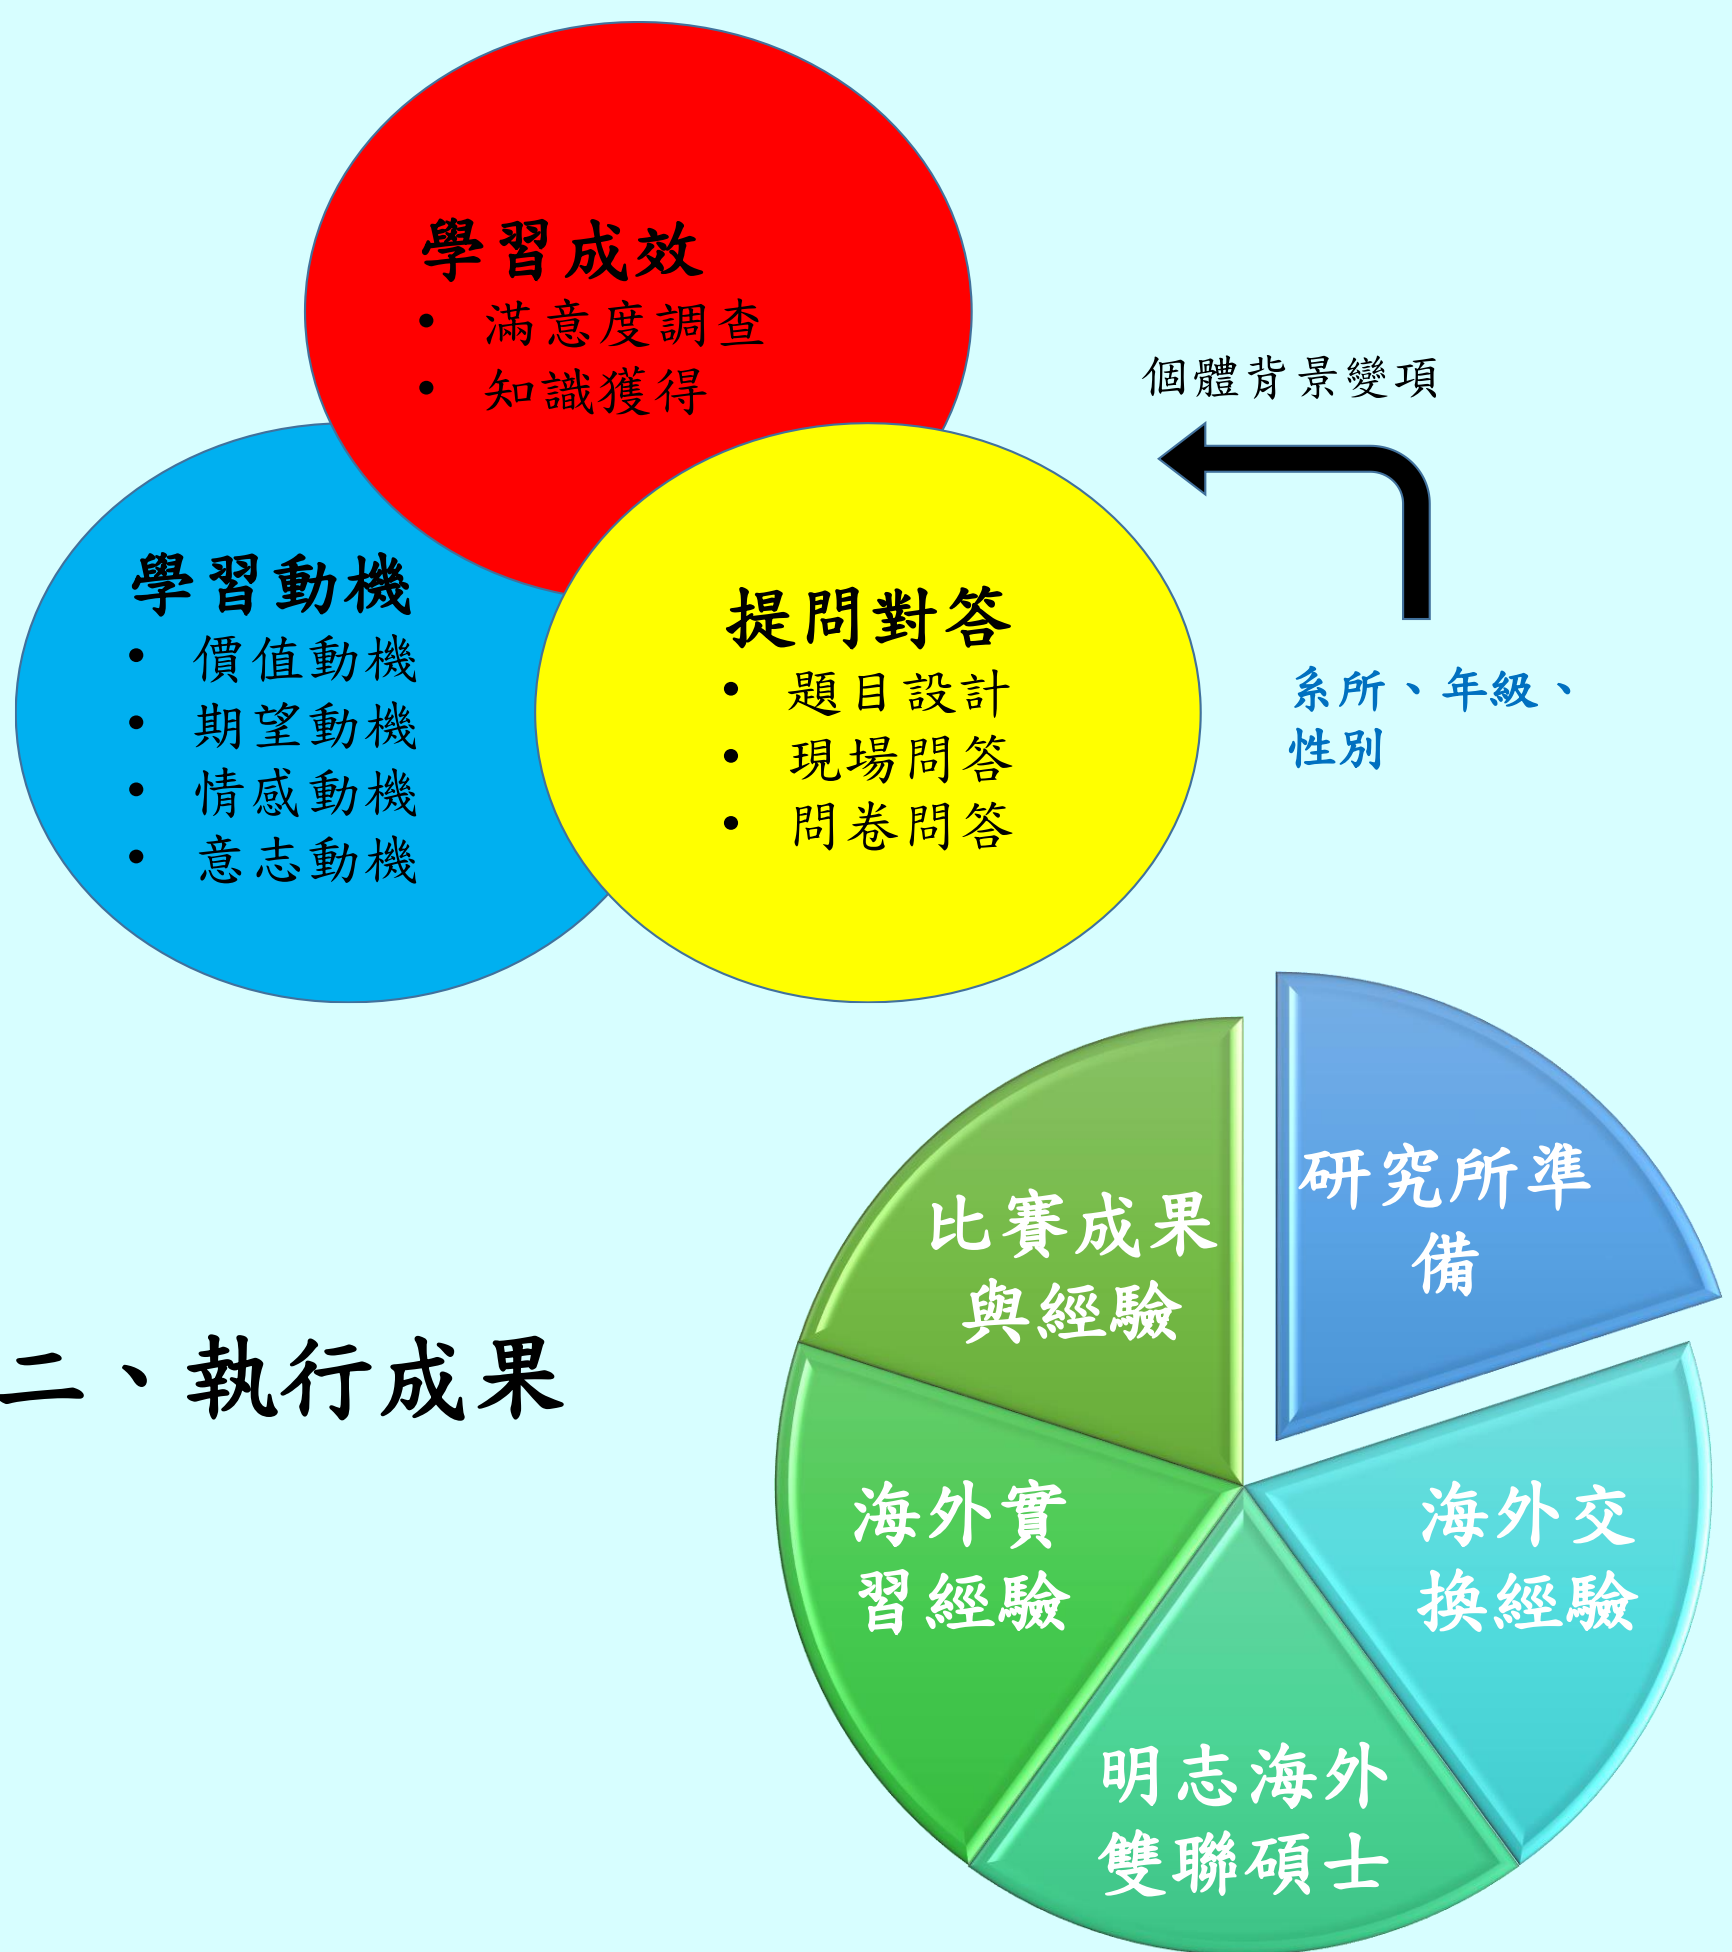 學習成效
• 滿意度調查
• 知識獲得
個體背景變項
學習動機
• 價值動機
• 期望動機
• 情感動機
• 意志動機
提問對答
• 題目設計
• 現場問答
• 問卷問答
系所、年級、
性別
二、執行成果
研究所準
備
海外交
換經驗
明志海外
雙聯碩士
海外實
習經驗
比賽成果
與經驗